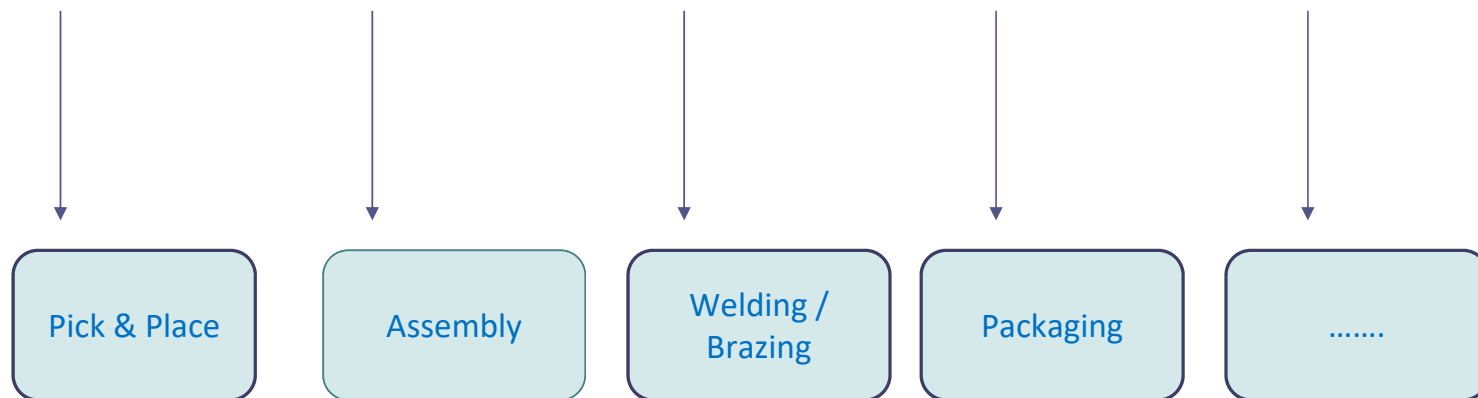 Pick & Place
Assembly
Welding /
Brazing
Packaging
.......